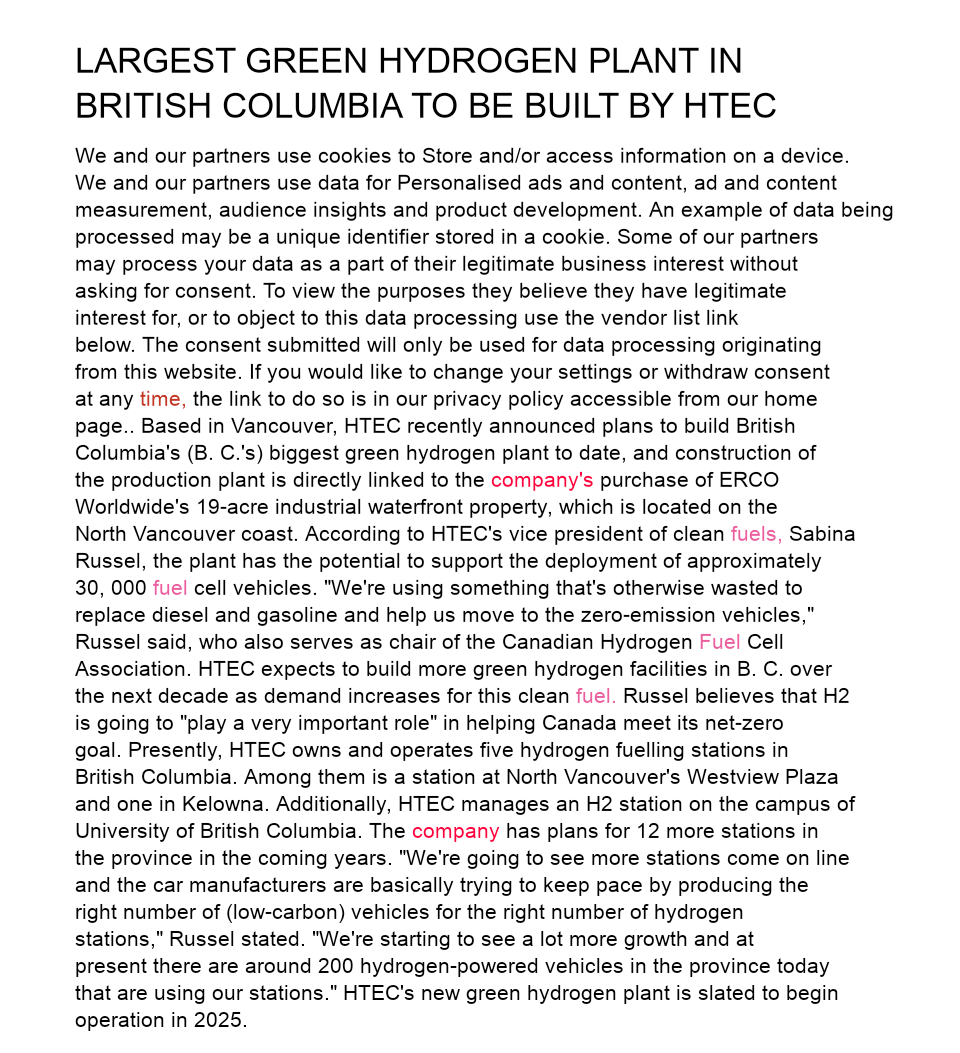 LARGEST GREEN HYDROGEN PLANT IN
BRITISH COLUMBIA TO BE BUILT BY HTEC
We and our partners use cookies to Store and/or access information on a device.
We and our partners use data for Personalised ads and content, ad and content
measurement, audience insights and product development. An example of data being
processed may be a unique identifier stored in a cookie. Some of our partners
may process your data as a part of their legitimate business interest without
asking for consent. To view the purposes they believe they have legitimate
interest for, or to object to this data processing use the vendor list link
below. The consent submitted will only be used for data processing originating
from this website. If you would like to change your settings or withdraw consent
at any time, the link to do so is in our privacy policy accessible from our home
page.. Based in Vancouver, HTEC recently announced plans to build British
Columbia's (B. C.'s) biggest green hydrogen plant to date, and construction of
the production plant is directly linked to the company's purchase of ERCO
Worldwide's 19-acre industrial waterfront property, which is located on the
North Vancouver coast. According to HTEC's vice president of clean fuels, Sabina
Russel, the plant has the potential to support the deployment of approximately
30, 000 fuel cell vehicles. "We're using something that's otherwise wasted to
replace diesel and gasoline and help us move to the zero-emission vehicles,"
Russel said, who also serves as chair of the Canadian Hydrogen Fuel Cell
Association. HTEC expects to build more green hydrogen facilities in B. C. over
the next decade as demand increases for this clean fuel. Russel believes that H2
is going to "play a very important role" in helping Canada meet its net-zero
goal. Presently, HTEC owns and operates five hydrogen fuelling stations in
British Columbia. Among them is a station at North Vancouver's Westview Plaza
and one in Kelowna. Additionally, HTEC manages an H2 station on the campus of
University of British Columbia. The company has plans for 12 more stations in
the province in the coming years. "We're going to see more stations come on line
and the car manufacturers are basically trying to keep pace by producing the
right number of (low-carbon) vehicles for the right number of hydrogen
stations," Russel stated. "We're starting to see a lot more growth and at
present there are around 200 hydrogen-powered vehicles in the province today
that are using our stations." HTEC's new green hydrogen plant is slated to begin
operation in 2025.